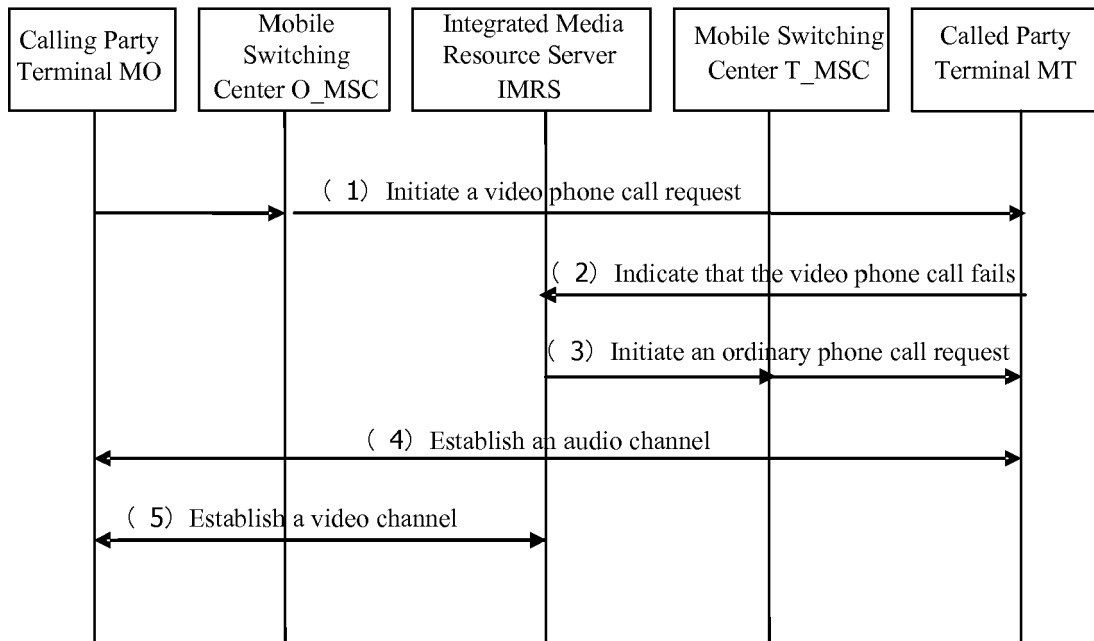 Calling Party
Terminal MO
Mobile
Switching
Center O_MSC
Integrated Media
Resource Server
IMRS
Mobile Switching
Center T_MSC
Called Party
Terminal MT
( 1) Initiate a video phone call request
( 2) Indicate that the video phone call fails
( 3) Initiate an ordinary phone call request
( 4) Establish an audio channel
( 5) Establish a video channel